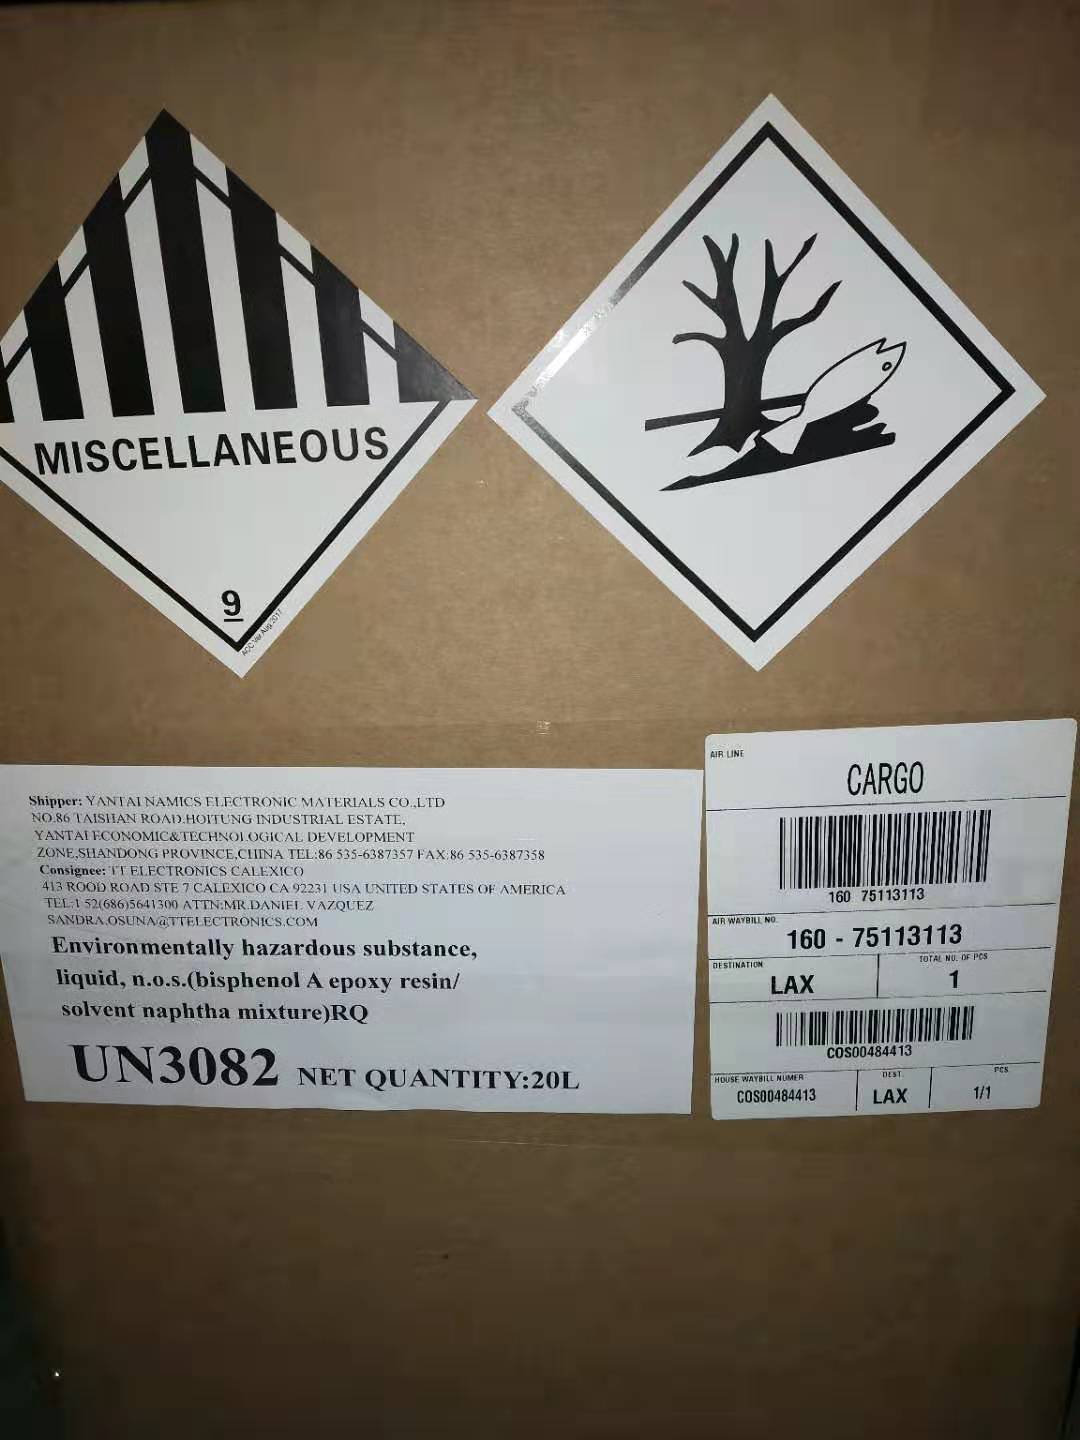 MISCELLANEOUS
9
ACC Ver Aug 2017
Shipper: YANTAI NAMICS ELECTRONIC MATERIALS CO.,LTD
NO.86 TAISHAN ROAD.HOITUNG INDUSTRIAL ESTATE,
YANTAI ECONOMIC&TECHNOLOGICAL DEVELOPMENT
ZONE,SHANDONG PROVINCE,CHINA TEL:86 535-6387357 FAX:86 535-6387358
Consignee: TT ELECTRONICS CALEXICO
413 ROOD ROAD STE 7 CALEXICO CA 92231 USA UNITED STATES OF AMERICA
TEL:1 52(686)5641300 ATTN:MR.DANIEL VAZQUEZ
SANDRA.OSUNA@TTELECTRONICS.COM
Environmentally hazardous substance,
liquid, n.o.s.(bisphenol A epoxy resin/
solvent naphtha mixture)RQ
UN3082 NET QUANTITY:20L
AIR LINE
CARGO
160 75113113
AIR WAYBILL NO.
160 - 75113113
DESTINATION TOTAL NO. OF PCS
LAX 1
COS00484413
HOUSE WAYBILL NUMER DEST. PCS
COS00484413 LAX 1/1